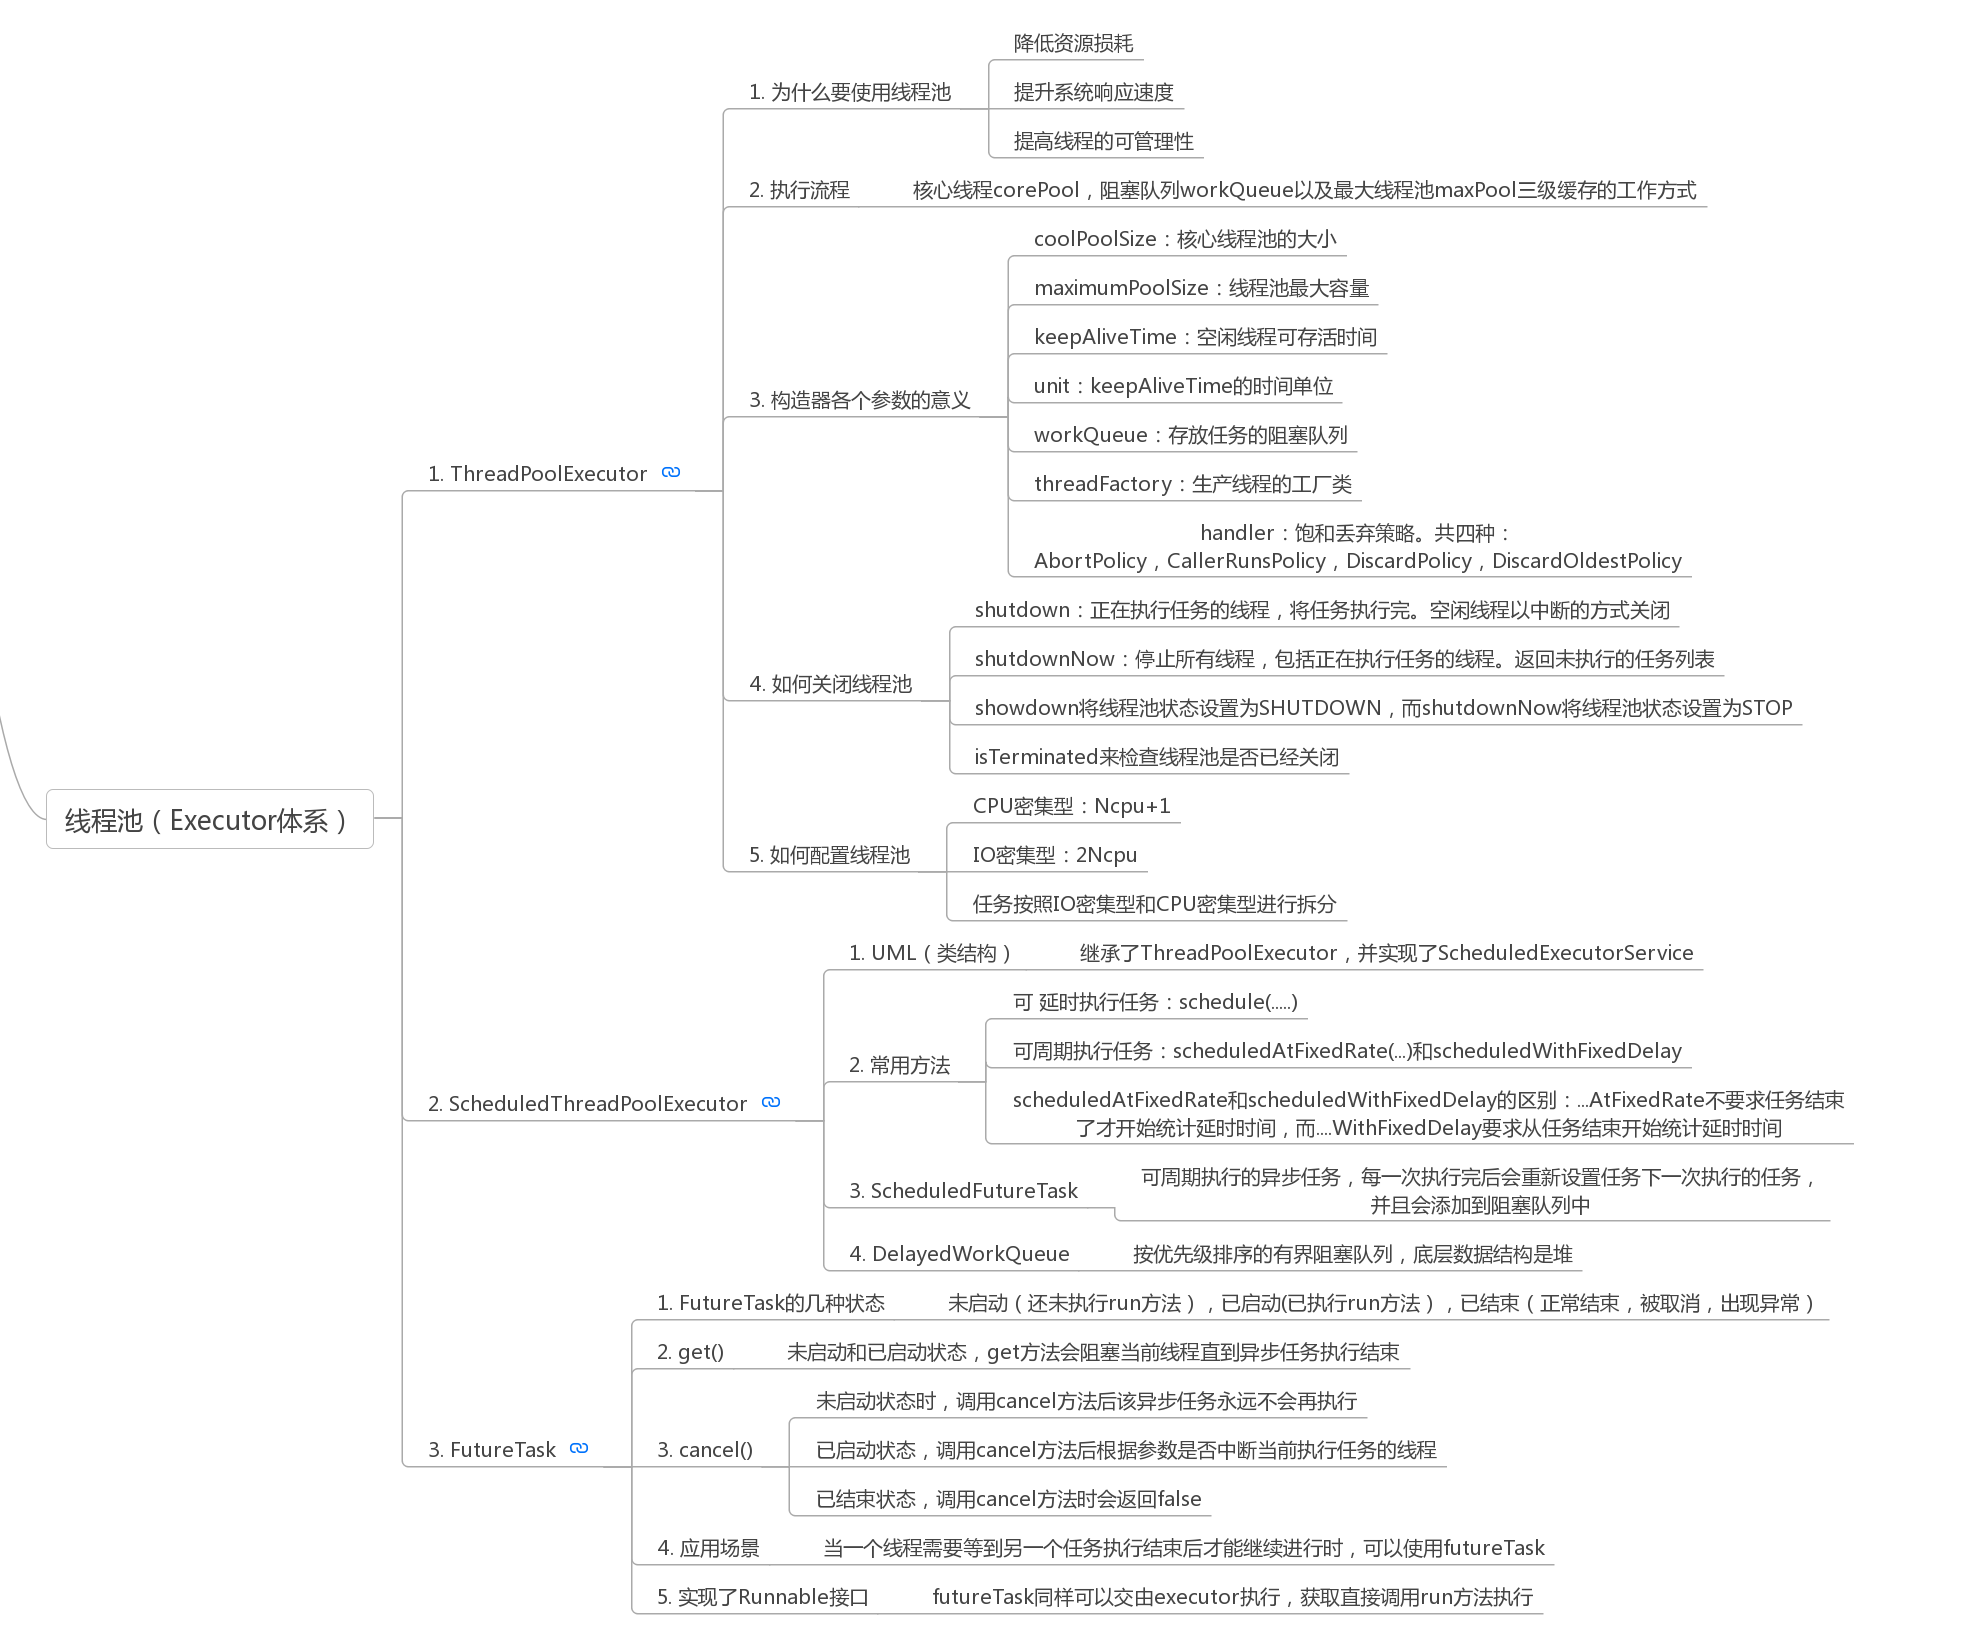 线程池（Executor体系）
1. ThreadPoolExecutor
1. 为什么要使用线程池
降低资源损耗
提升系统响应速度
提高线程的可管理性
2. 执行流程
核心线程corePool，阻塞队列workQueue以及最大线程池maxPool三级缓存的工作方式
3. 构造器各个参数的意义
coolPoolSize：核心线程池的大小
maximumPoolSize：线程池最大容量
keepAliveTime：空闲线程可存活时间
unit：keepAliveTime的时间单位
workQueue：存放任务的阻塞队列
threadFactory：生产线程的工厂类
handler：饱和丢弃策略。共四种：
AbortPolicy，CallerRunsPolicy，DiscardPolicy，DiscardOldestPolicy
4. 如何关闭线程池
shutdown：正在执行任务的线程，将任务执行完。空闲线程以中断的方式关闭
shutdownNow：停止所有线程，包括正在执行任务的线程。返回未执行的任务列表
showdown将线程池状态设置为SHUTDOWN，而shutdownNow将线程池状态设置为STOP
isTerminated来检查线程池是否已经关闭
5. 如何配置线程池
CPU密集型：Ncpu+1
IO密集型：2Ncpu
任务按照IO密集型和CPU密集型进行拆分
2. ScheduledThreadPoolExecutor
1. UML（类结构）
继承了ThreadPoolExecutor，并实现了ScheduledExecutorService
2. 常用方法
可 延时执行任务：schedule(.....)
可周期执行任务：scheduledAtFixedRate(...)和scheduledWithFixedDelay
scheduledAtFixedRate和scheduledWithFixedDelay的区别：...AtFixedRate不要求任务结束
了才开始统计延时时间，而....WithFixedDelay要求从任务结束开始统计延时时间
3. ScheduledFutureTask
可周期执行的异步任务，每一次执行完后会重新设置任务下一次执行的任务，
并且会添加到阻塞队列中
4. DelayedWorkQueue
按优先级排序的有界阻塞队列，底层数据结构是堆
3. FutureTask
1. FutureTask的几种状态
未启动（还未执行run方法），已启动(已执行run方法），已结束（正常结束，被取消，出现异常）
2. get()
未启动和已启动状态，get方法会阻塞当前线程直到异步任务执行结束
3. cancel()
未启动状态时，调用cancel方法后该异步任务永远不会再执行
已启动状态，调用cancel方法后根据参数是否中断当前执行任务的线程
已结束状态，调用cancel方法时会返回false
4. 应用场景
当一个线程需要等到另一个任务执行结束后才能继续进行时，可以使用futureTask
5. 实现了Runnable接口
futureTask同样可以交由executor执行，获取直接调用run方法执行